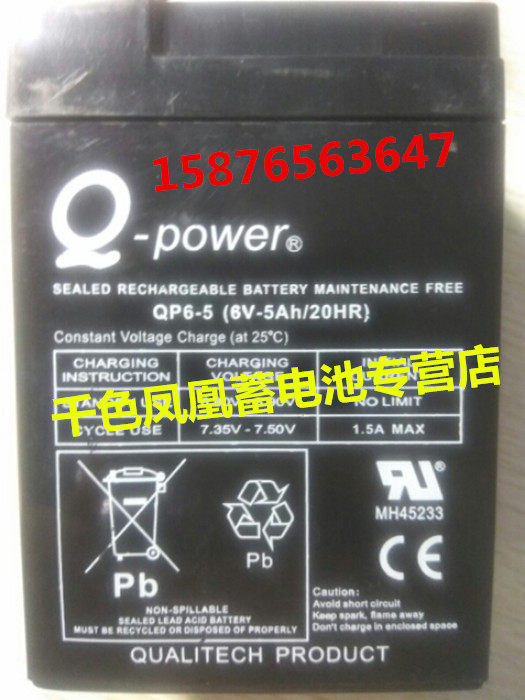 15876563647
Q-power®
SEALED RECHARGEABLE BATTERY MAINTENANCE FREE
QP6-5 (6V-5Ah/20HR}
Constant Voltage Charge (at 25℃)
CHARGING INSTRUCTION CHARGING
千色凤凰蓄电池专营店
USE NO LIMIT
CYCLE USE 7.35V - 7.50V 1.5A MAX
Pb
Pb
MH45233
CE
NON-SPILLABLE
SEALED LEAD ACID BATTERY
MUST BE RECYCLED OR DISPOSED OF PROPERLY
Caution:
Avoid short circuit
Keep spark, flame away
Don't charge in enclosed space
QUALITECH PRODUCT